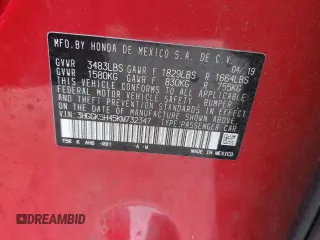 MFD. BY HONDA DE MEXICO S.A. DE C.V.
04/19
GVWR 3483LBS GAWR F 1829LBS R 1664LBS
GVWR 1580KG GAWR F 830KG R 755KG
THIS VEHICLE CONFORMS TO ALL APPLICABLE
FEDERAL MOTOR VEHICLE SAFETY, BUMPER
AND THEFT PREVENTION STANDARDS IN EFFECT ON THE
DATE OF MANUFACTURE SHOWN ABOVE.
V.I.N: 3HGGK5H45KM732347 TYPE: PASSENGER CAR
-A-M
MADE IN MEXICO
DREAMBID